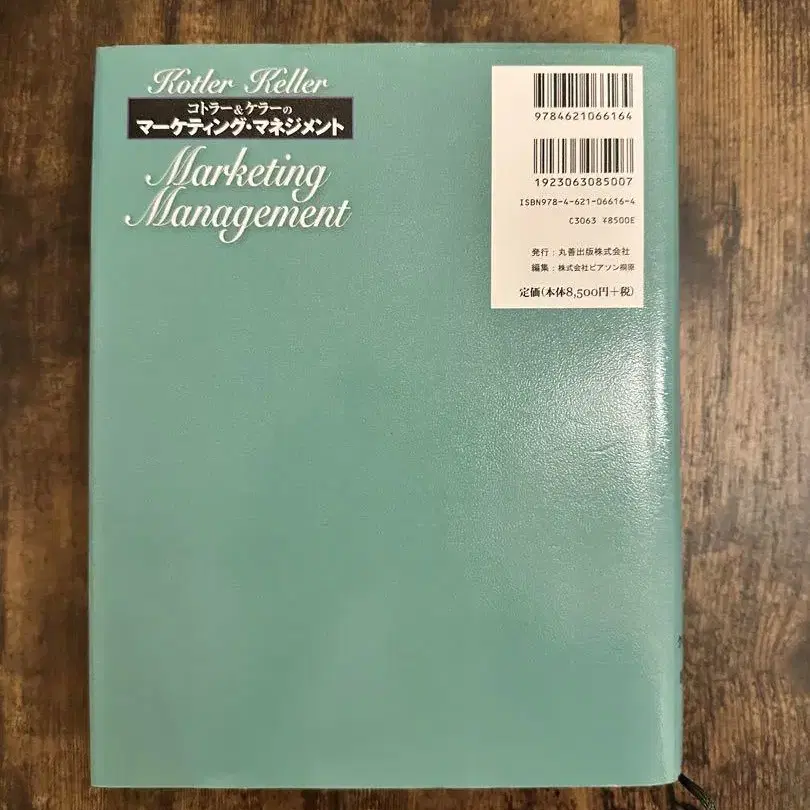 Kotler Keller
コトラー&ケラーの
マーケティング・マネジメント
Marketing
Management
9784621066164
1923063085007
ISBN978-4-621-06616-4
C3063 ¥8500E
発行:丸善出版株式会社
編集:株式会社ピアソン桐原
定価(本体8,500円+税)